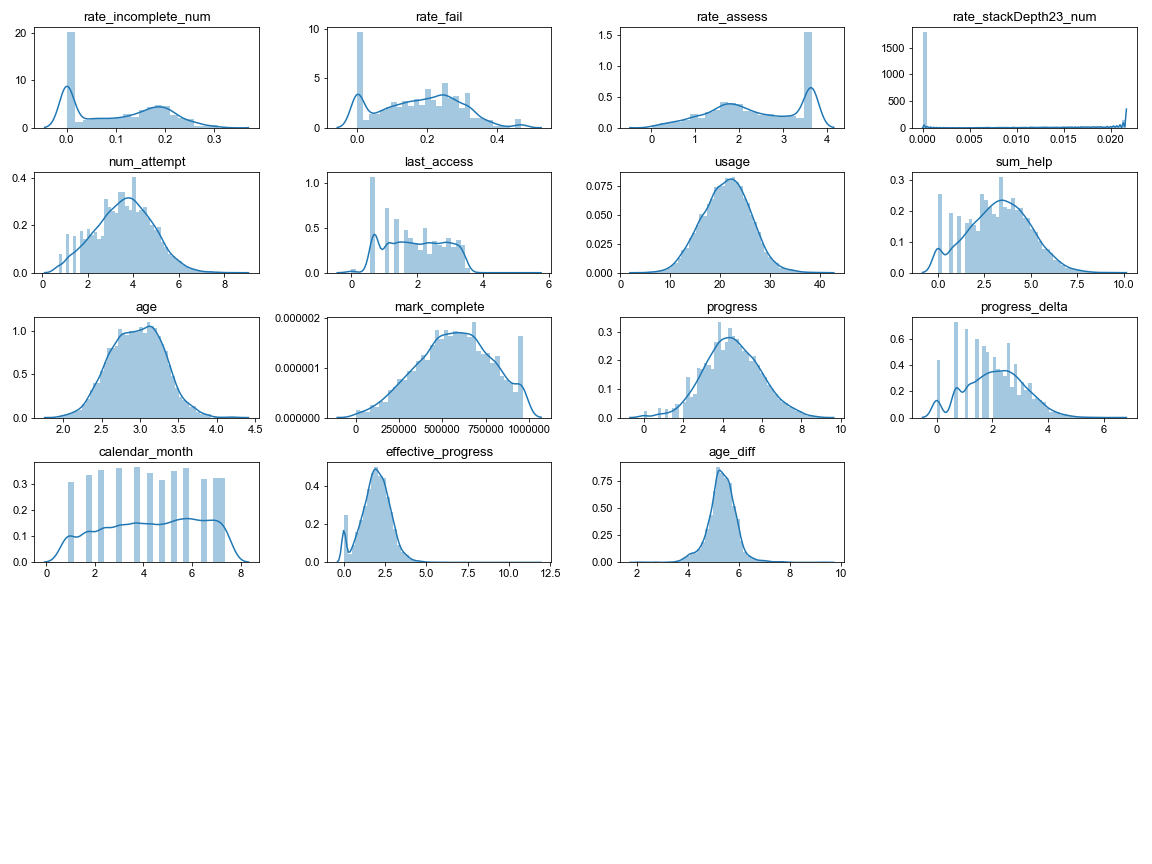 rate_incomplete_num
20
10
0
0.0 0.1 0.2 0.3
rate_fail
10
5
0
0.0 0.2 0.4
rate_assess
1.5
1.0
0.5
0.0
0 1 2 3 4
rate_stackDepth23_num
1500
1000
500
0
0.000 0.005 0.010 0.015 0.020
num_attempt
0.4
0.2
0.0
0 2 4 6 8
last_access
1.0
0.5
0.0
0 2 4 6
usage
0.075
0.050
0.025
0.000
0 10 20 30 40
sum_help
0.3
0.2
0.1
0.0
0.0 2.5 5.0 7.5 10.0
age
1.0
0.5
0.0
2.0 2.5 3.0 3.5 4.0 4.5
mark_complete
0.000002
0.000001
0.000000
0 250000 500000 750000 1000000
progress
0.3
0.2
0.1
0.0
0 2 4 6 8 10
progress_delta
0.6
0.4
0.2
0.0
0 2 4 6
calendar_month
0.3
0.2
0.1
0.0
0 2 4 6 8
effective_progress
0.4
0.2
0.0
0.0 2.5 5.0 7.5 10.0 12.5
age_diff
0.75
0.50
0.25
0.00
2 4 6 8 10